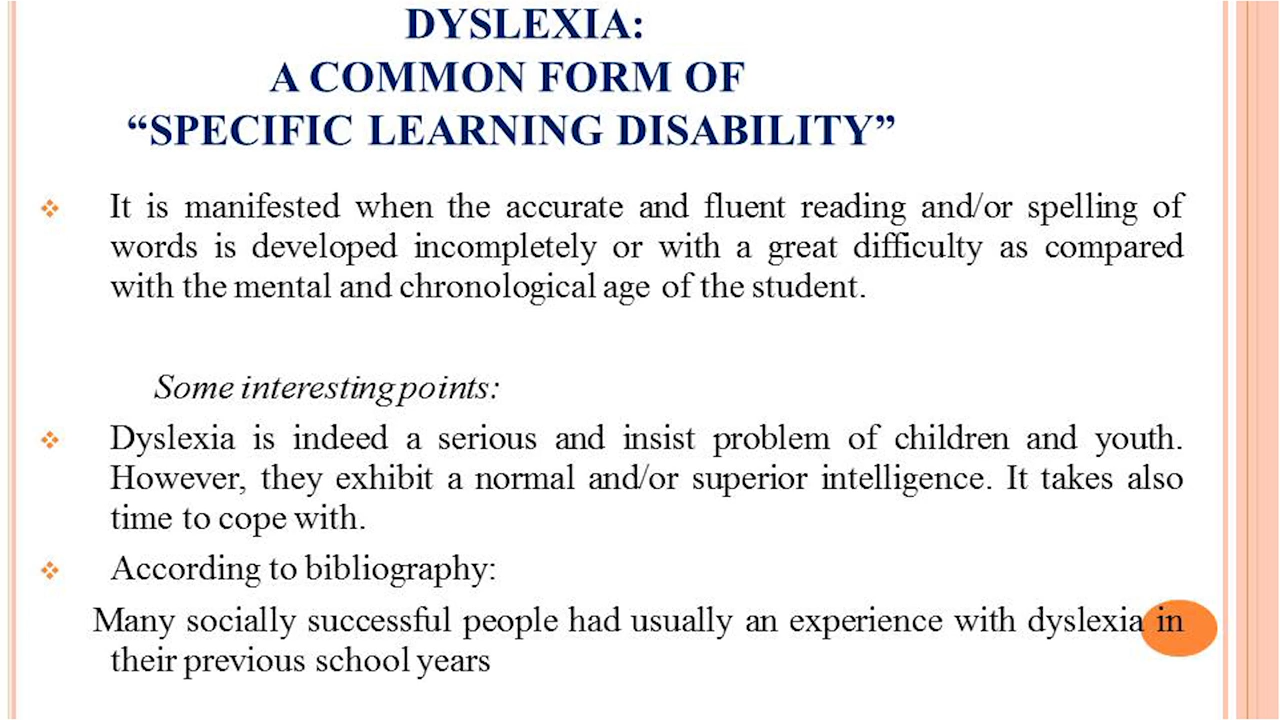 DYSLEXIA:
A COMMON FORM OF
“SPECIFIC LEARNING DISABILITY”
It is manifested when the accurate and fluent reading and/or spelling of
words is developed incompletely or with a great difficulty as compared
with the mental and chronological age of the student.
Some interesting points:
Dyslexia is indeed a serious and insist problem of children and youth.
However, they exhibit a normal and/or superior intelligence. It takes also
time to cope with.
According to bibliography:
Many socially successful people had usually an experience with dyslexia in
their previous school years